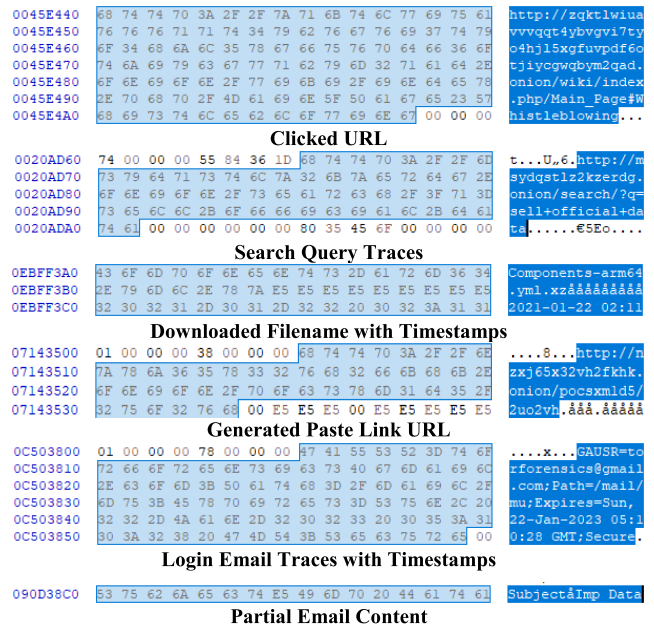 0045E440 68 74 74 70 3A 2F 2F 7A 71 6B 74 6C 77 69 75 61 http://zqktlwiua
0045E450 76 76 76 71 71 74 34 79 62 76 67 76 69 37 74 79 vvvqqt4ybvgvi7ty
0045E460 6F 34 68 6A 6C 35 78 67 66 75 76 70 64 66 36 6F o4hjl5xgfuvpdf6o
0045E470 74 6A 69 79 63 67 77 71 62 79 6D 32 71 61 64 2E tjiycgwqbym2qad.
0045E480 6F 6E 69 6F 6E 2F 77 69 6B 69 2F 69 6E 64 65 78 onion/wiki/index
0045E490 2E 70 68 70 2F 4D 61 69 6E 5F 50 61 67 65 23 57 .php/Main_Page#W
0045E4A0 68 69 73 74 6C 65 62 6C 6F 77 69 6E 67 00 00 00 histleblowing...
Clicked URL
0020AD60 74 00 00 00 55 84 36 1D 68 74 74 70 3A 2F 2F 6D t...U„6.http://m
0020AD70 73 79 64 71 73 74 6C 7A 32 6B 7A 65 72 64 67 2E sydqstlz2kzerdg.
0020AD80 6F 6E 69 6F 6E 2F 73 65 61 72 63 68 2F 3F 71 3D onion/search/?q=
0020AD90 73 65 6C 6C 2B 6F 66 66 69 63 69 61 6C 2B 64 61 sell+official+da
0020ADA0 74 61 00 00 00 00 00 00 80 35 45 6F 00 00 00 00 ta......€5Eo....
Search Query Traces
0EBFF3A0 43 6F 6D 70 6F 6E 65 6E 74 73 2D 61 72 6D 36 34 Components-arm64
0EBFF3B0 2E 79 6D 6C 2E 78 7A E5 E5 E5 E5 E5 E5 E5 E5 E5 .yml.xzååååååååå
0EBFF3C0 32 30 32 31 2D 30 31 2D 32 32 20 30 32 3A 31 31 2021-01-22 02:11
Downloaded Filename with Timestamps
07143500 01 00 00 00 38 00 00 00 68 74 74 70 3A 2F 2F 6E ....8...http://n
07143510 7A 78 6A 36 35 78 33 32 76 68 32 66 6B 68 6B 2E zxj65x32vh2fkhk.
07143520 6F 6E 69 6F 6E 2F 70 6F 63 73 78 6D 31 64 35 2F onion/pocsxmld5/
07143530 32 75 6F 32 76 68 00 E5 E5 E5 00 E5 E5 E5 E5 E5 2uo2vh.ååå.ååååå
Generated Paste Link URL
0C503800 01 00 00 00 78 00 00 00 47 41 55 53 52 3D 74 6F ....x...GAUSR=to
0C503810 72 66 6F 72 65 6E 73 69 63 73 40 67 6D 61 69 6C rforensics@gmail
0C503820 2E 63 6F 6D 3B 50 61 74 68 3D 2F 6D 61 69 6C 2F .com;Path=/mail/
0C503830 6D 75 3B 45 78 70 69 72 65 73 3D 53 75 6E 2C 20 mu;Expires=Sun,
0C503840 32 32 2D 4A 61 6E 2D 32 30 32 33 20 30 35 3A 31 22-Jan-2023 05:1
0C503850 30 3A 32 38 20 47 4D 54 3B 53 65 63 75 72 65 00 0:28 GMT;Secure.
Login Email Traces with Timestamps
090D38C0 53 75 62 6A 65 63 74 E5 49 6D 70 20 44 61 74 61 SubjectåImp Data
Partial Email Content